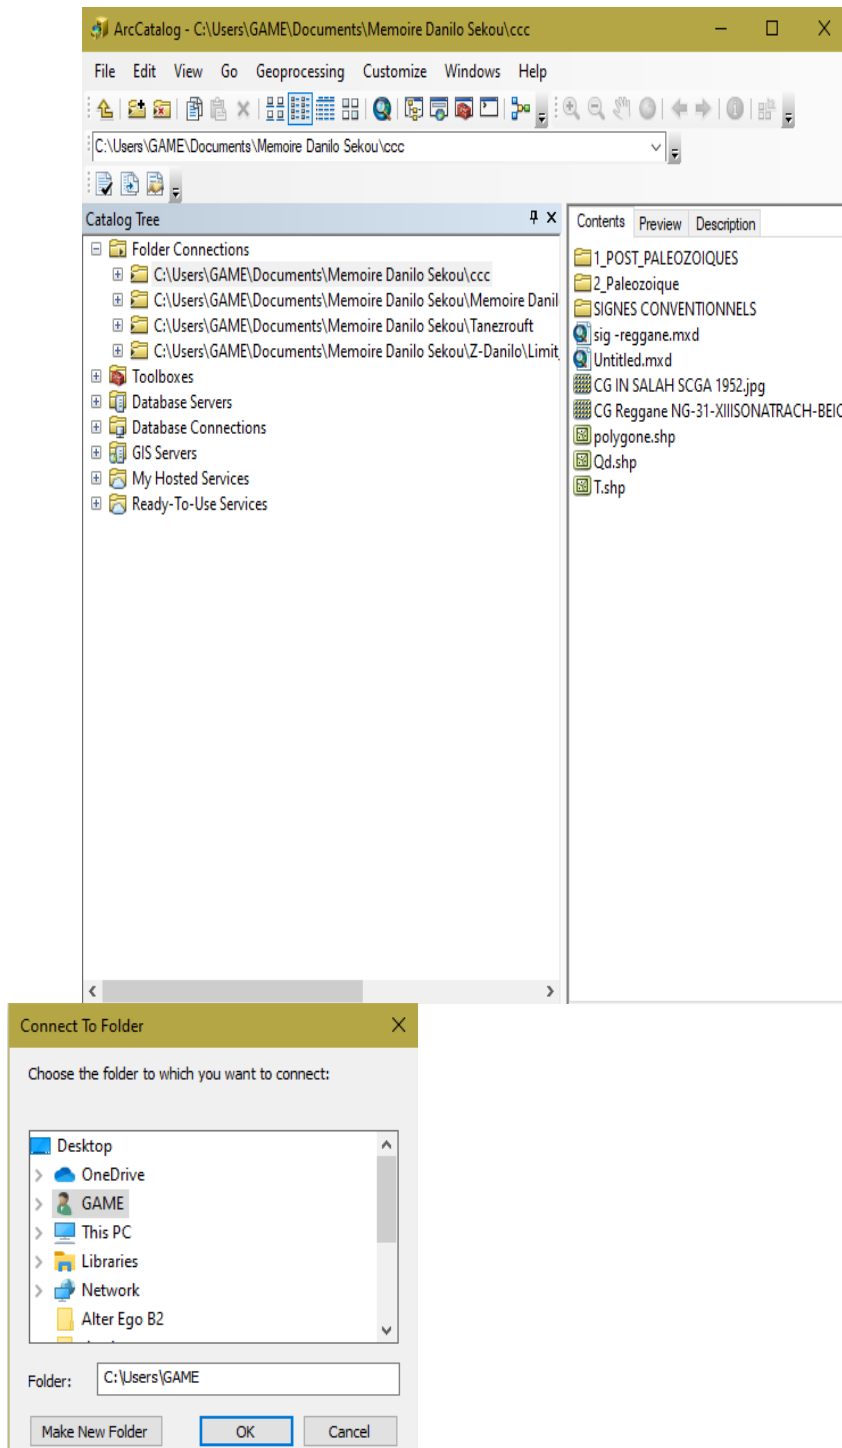 ArcCatalog - C:\Users\GAME\Documents\Memoire Danilo Sekou\ccc
File Edit View Go Geoprocessing Customize Windows Help
C:\Users\GAME\Documents\Memoire Danilo Sekou\ccc
Catalog Tree
Folder Connections
C:\Users\GAME\Documents\Memoire Danilo Sekou\ccc
C:\Users\GAME\Documents\Memoire Danilo Sekou\Memoire Danil
C:\Users\GAME\Documents\Memoire Danilo Sekou\Tanezrouft
C:\Users\GAME\Documents\Memoire Danilo Sekou\Z-Danilo\Limit_
Toolboxes
Database Servers
Database Connections
GIS Servers
My Hosted Services
Ready-To-Use Services
Contents Preview Description
1_POST_PALEOZOIQUES
2_Paleozoique
SIGNES CONVENTIONNELS
sig -reggane.mxd
Untitled.mxd
CG IN SALAH SCGA 1952.jpg
CG Reggane NG-31-XIIISONATRACH-BEIC
polygone.shp
Qd.shp
T.shp
Connect To Folder
Choose the folder to which you want to connect:
Desktop
OneDrive
GAME
This PC
Libraries
Network
Alter Ego B2
Folder: C:\Users\GAME
Make New Folder OK Cancel